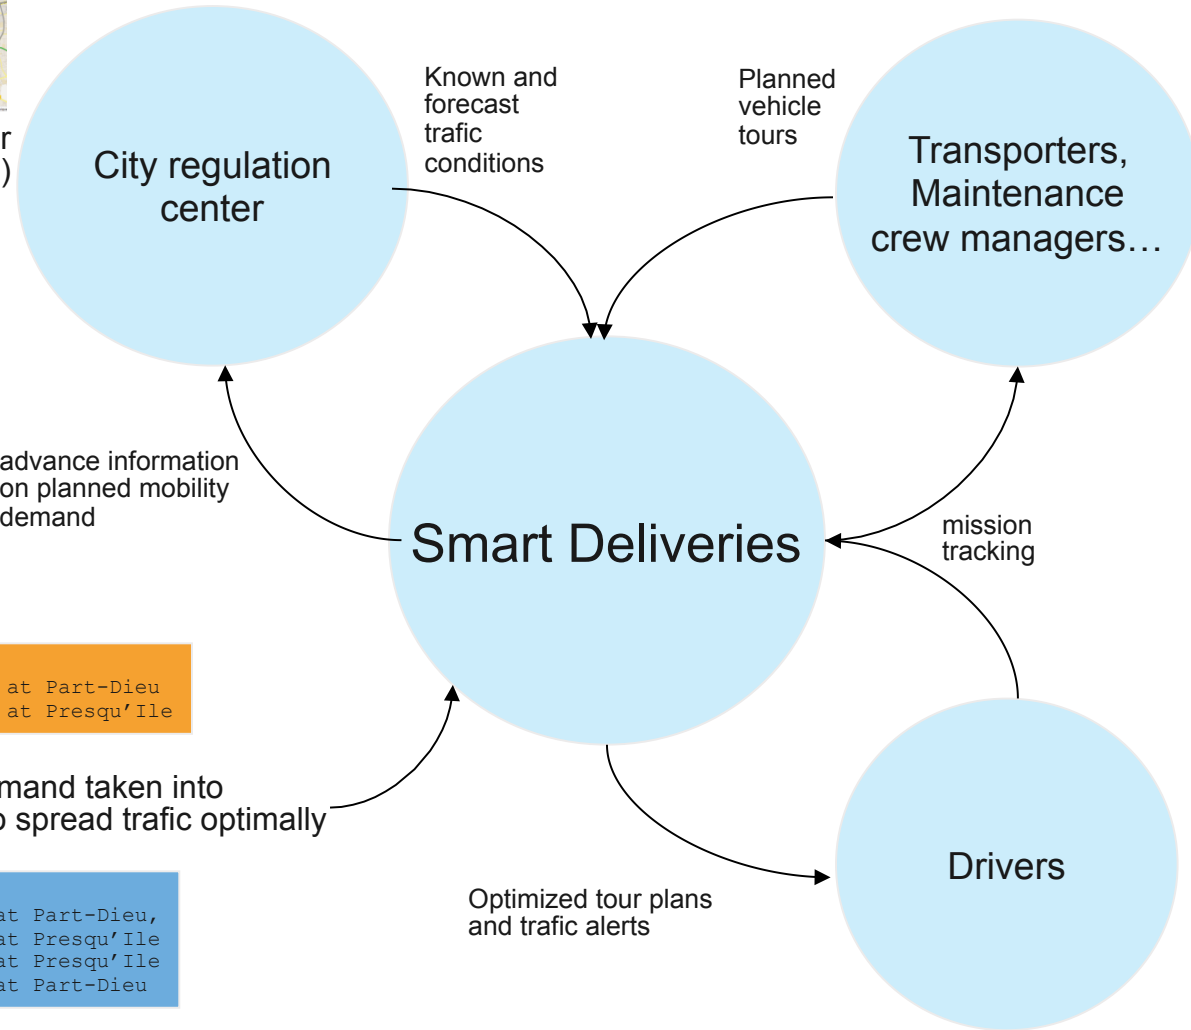 r
)
City regulation
center
Known and
forecast
trafic
conditions
Planned
vehicle
tours
Transporters,
Maintenance
crew managers…
advance information
on planned mobility
demand
Smart Deliveries
mission
tracking
at Part-Dieu
at Presqu’Ile
mand taken into
o spread trafic optimally
Drivers
Optimized tour plans
and trafic alerts
at Part-Dieu,
at Presqu’Ile
at Presqu’Ile
at Part-Dieu